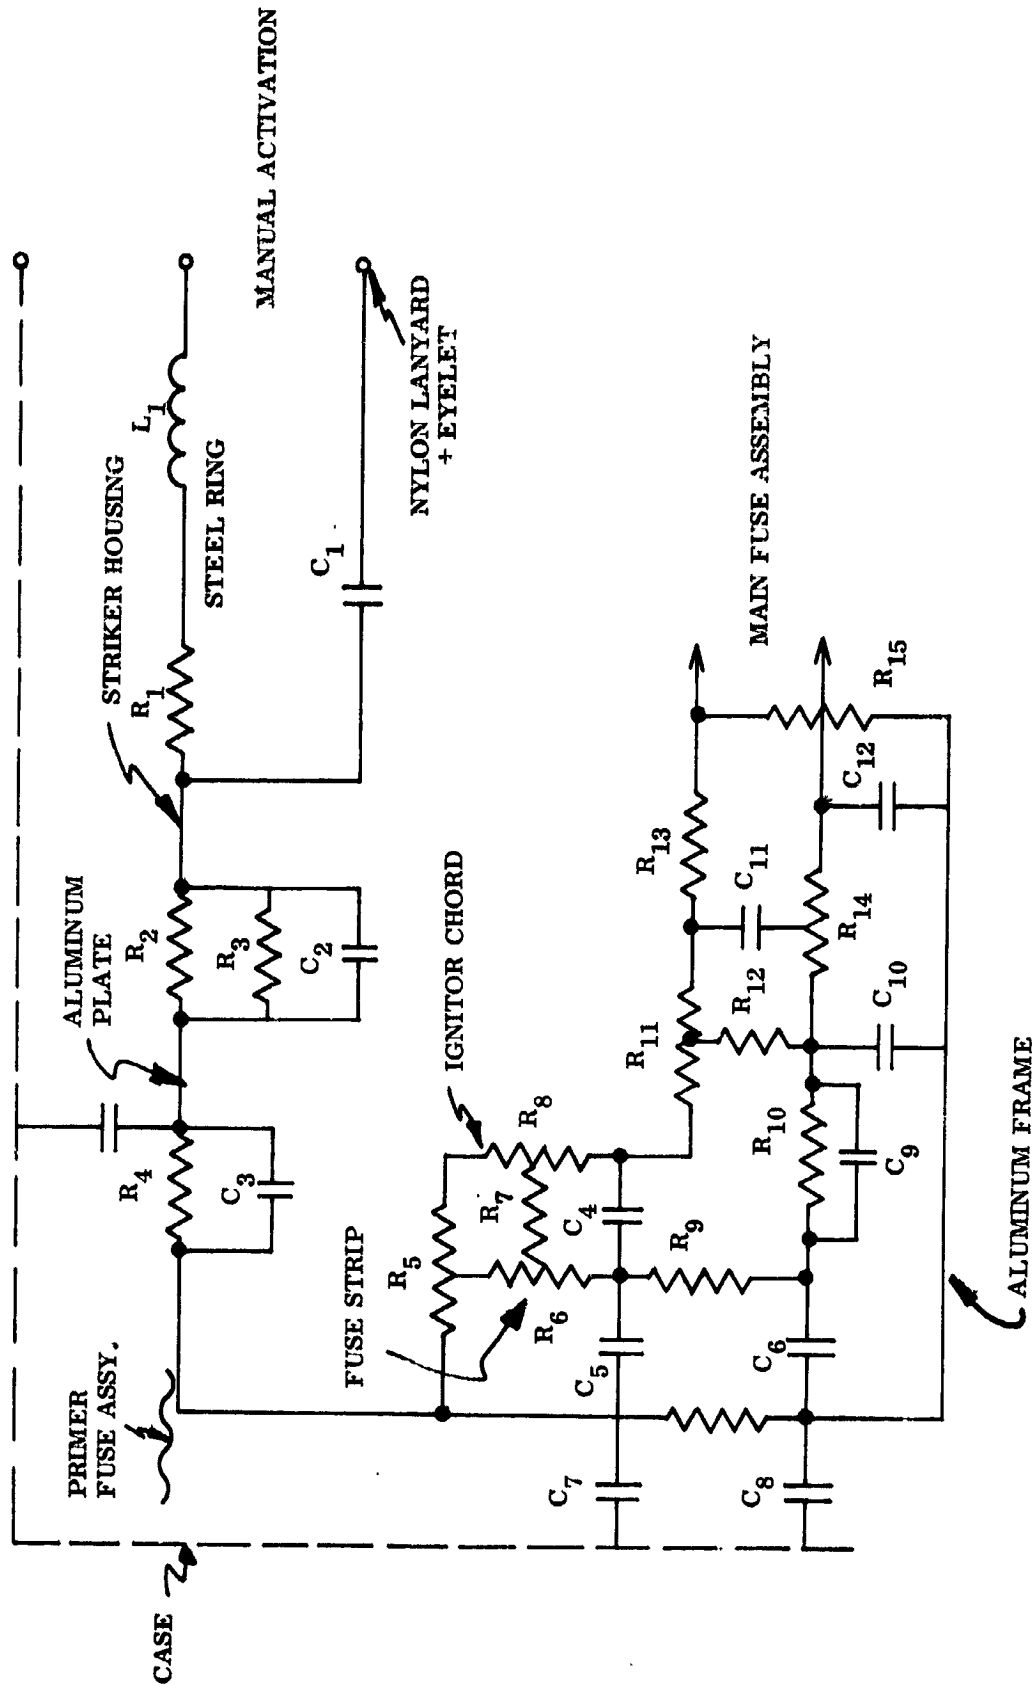 MANUAL ACTIVATION
STRIKER HOUSING
L1
STEEL RING
R1
C1
NYLON LANYARD
+ EYELET
ALUMINUM
PLATE
R2
R3
C2
R4
C3
PRIMER
FUSE ASSY.
CASE
IGNITOR CHORD
FUSE STRIP
R5
R6
R7
R8
C4
R9
C5
C6
C7
C8
MAIN FUSE ASSEMBLY
R11
R13
R12
C11
R10
C9
R14
C10
C12
R15
ALUMINUM FRAME